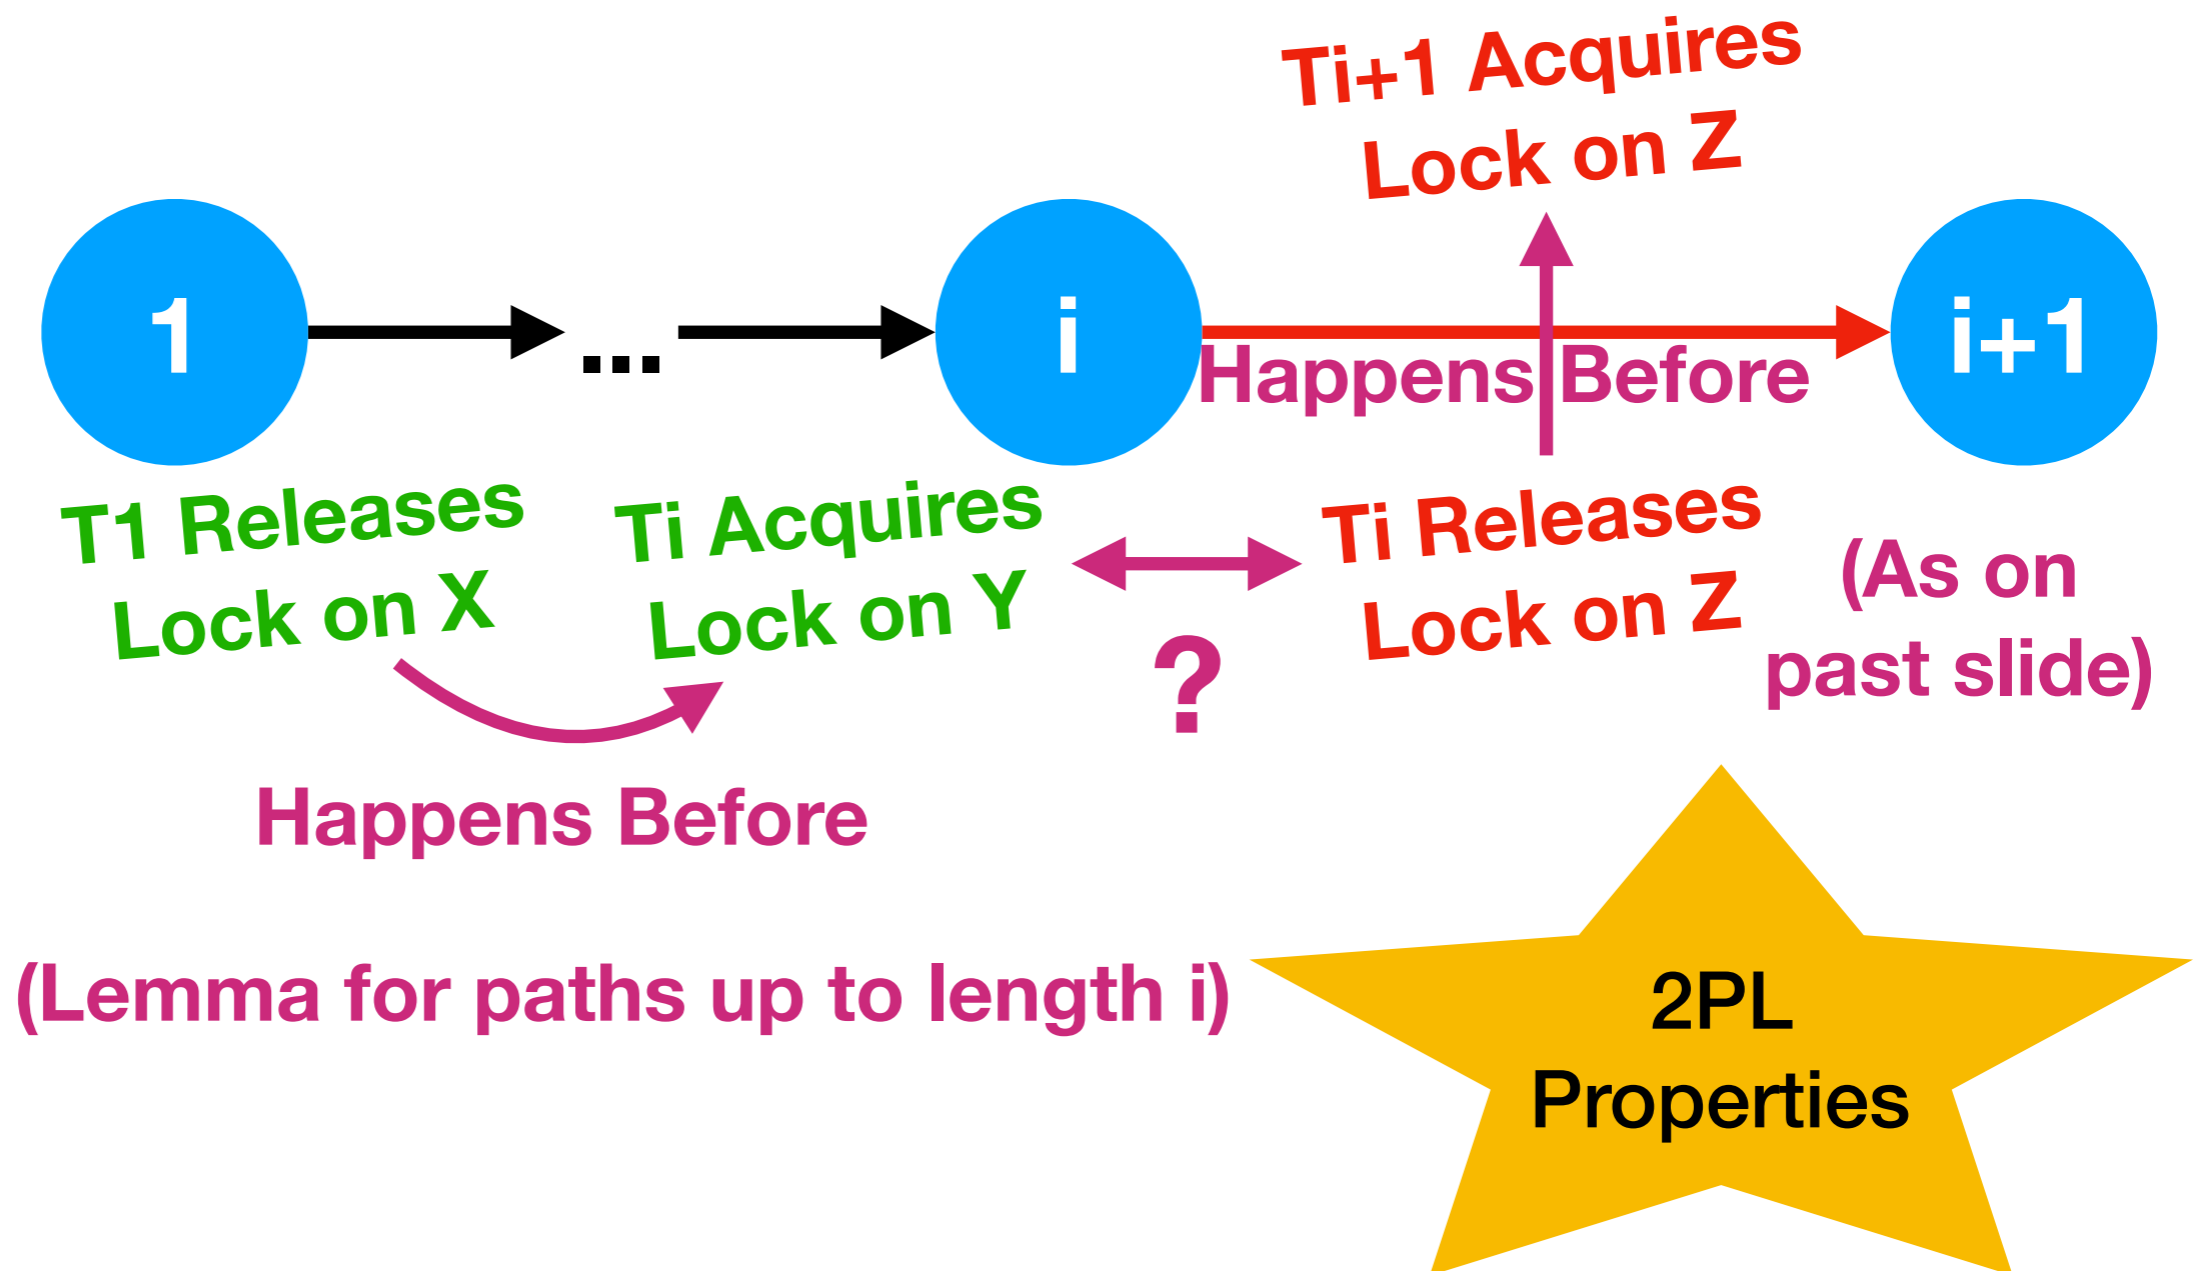 Ti+1 Acquires
Lock on Z
1
...
i
i+1
Happens Before
T1 Releases
Lock on X
Ti Acquires
Lock on Y
?
Ti Releases
Lock on Z
(As on
past slide)
Happens Before
(Lemma for paths up to length i)
2PL
Properties